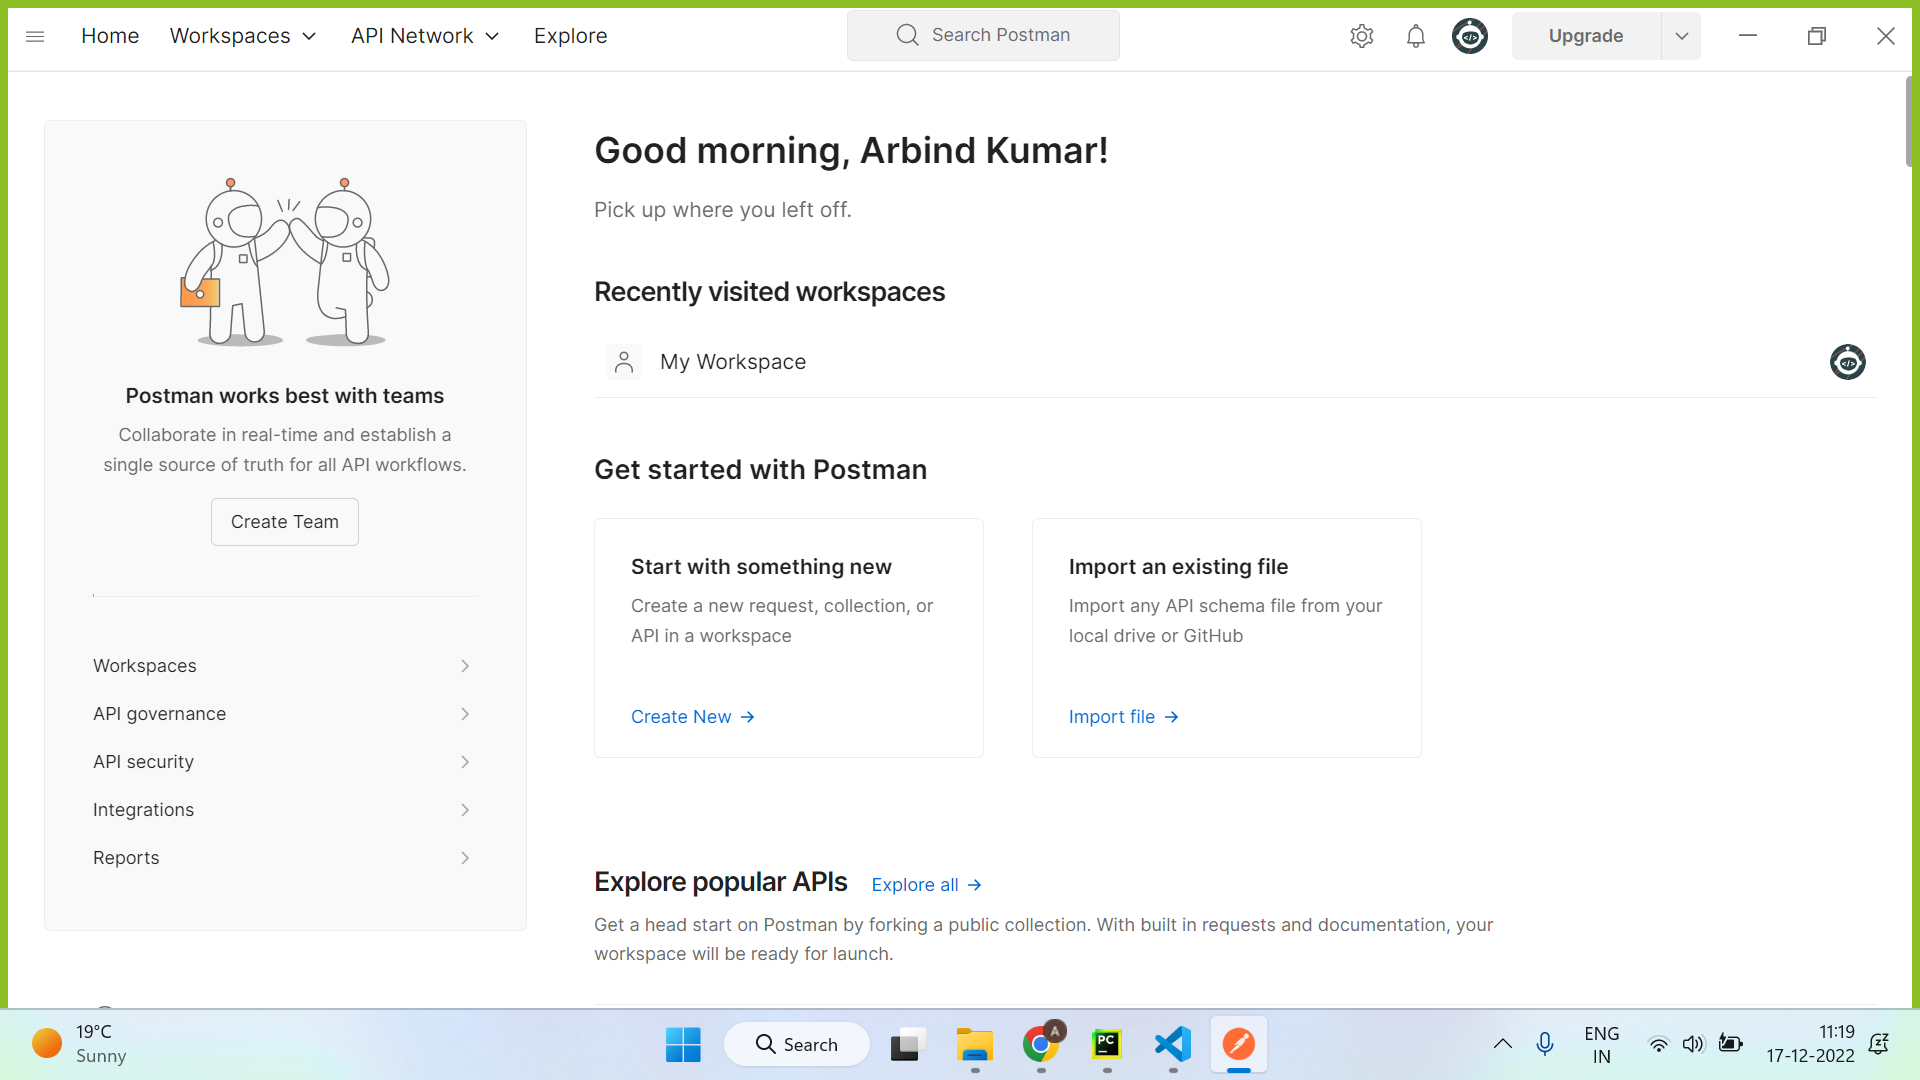 Home Workspaces API Network Explore Search Postman Upgrade
Good morning, Arbind Kumar!
Pick up where you left off.
Recently visited workspaces
My Workspace
Postman works best with teams
Collaborate in real-time and establish a
single source of truth for all API workflows.
Create Team
Workspaces
API governance
API security
Integrations
Reports
Get started with Postman
Start with something new
Create a new request, collection, or
API in a workspace
Create New →
Import an existing file
Import any API schema file from your
local drive or GitHub
Import file →
Explore popular APIs Explore all →
Get a head start on Postman by forking a public collection. With built in requests and documentation, your
workspace will be ready for launch.
19°C
Sunny
Search
A
PC
ENG
IN
11:19
17-12-2022